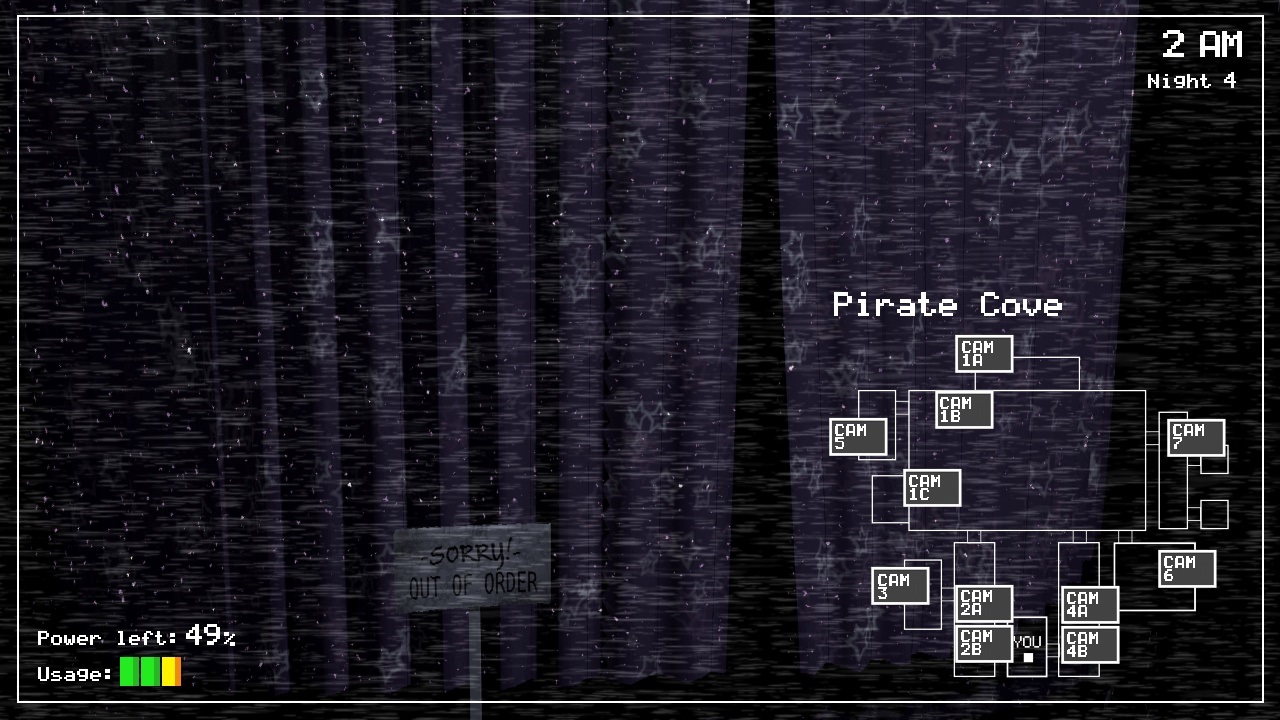 2 AM
Night 4
Pirate Cove
CAM
1A
CAM
1B
CAM
5
CAM
7
CAM
1C
-SORRY!-
OUT OF ORDER
CAM
6
CAM
3
CAM
2A
CAM
4A
CAM
2B
YOU
CAM
4B
Power left: 49%
Usage: